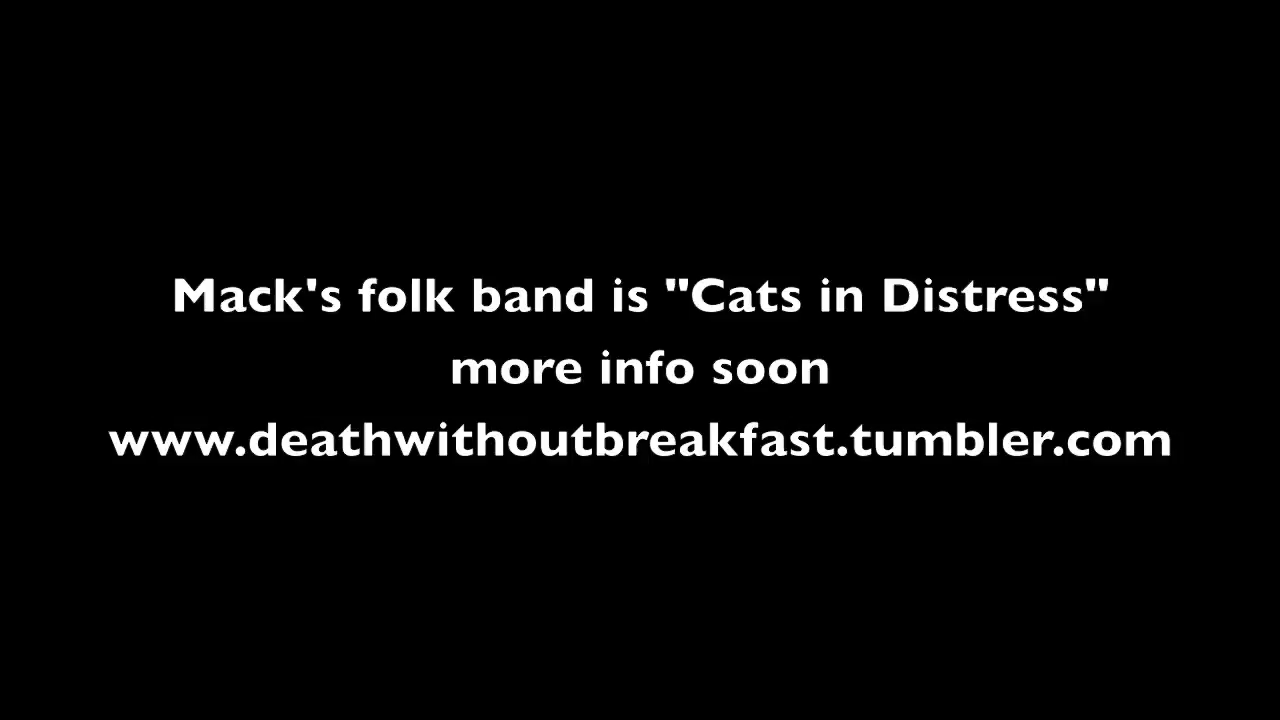 Mack's folk band is "Cats in Distress"
more info soon
www.deathwithoutbreakfast.tumbler.com